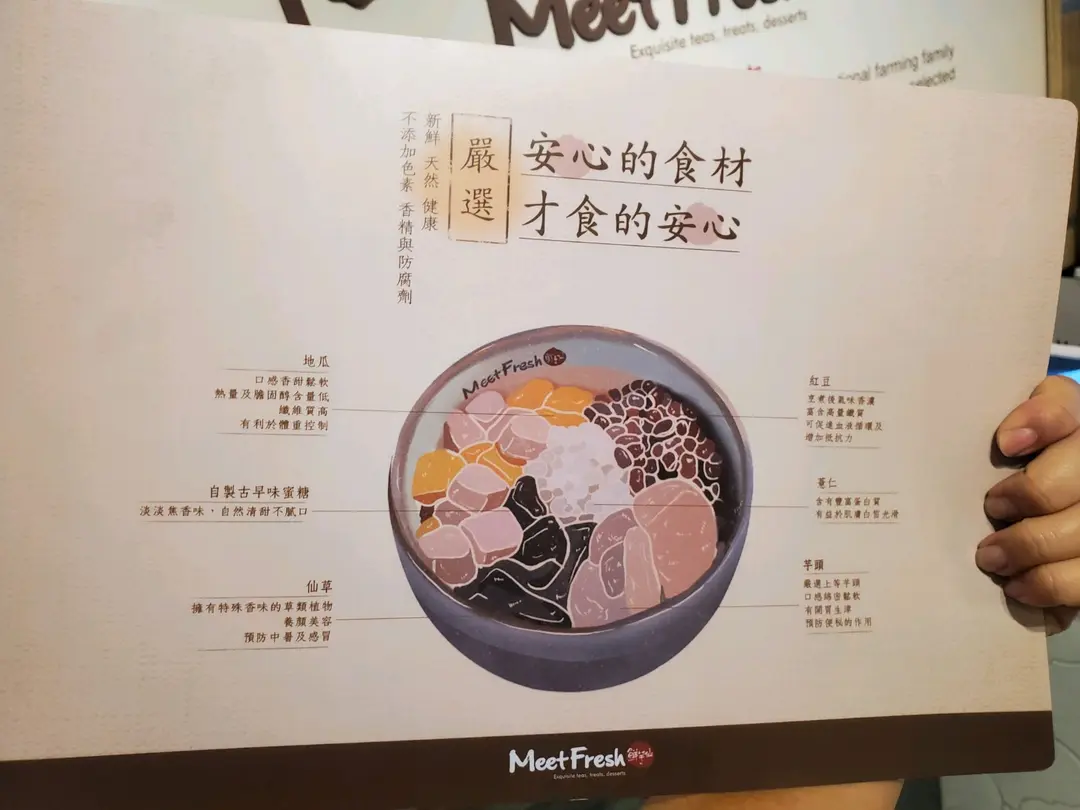 Meet Fresh
Exquisite teas, treats, desserts
onal farming family
selected
安心的食材
才食的安心
嚴選
新鮮 天然 健康
不添加色素 香精與防腐劑
MeetFresh
地瓜
口感香甜鬆軟
熱量及膽固醇含量低
纖維質高
有利於體重控制
自製古早味蜜糖
淡淡焦香味，自然清甜不膩口
仙草
擁有特殊香味的草類植物
養顏美容
預防中暑及感冒
紅豆
烹煮後氣味香濃
富含高量纖質
可促進血液循環及
增加抵抗力
薏仁
含有豐富蛋白質
有益於肌膚白皙光滑
芋頭
嚴選上等芋頭
口感綿密鬆軟
有開胃生津
預防便秘的作用
MeetFresh 鮮芋仙
Exquisite teas, treats, desserts